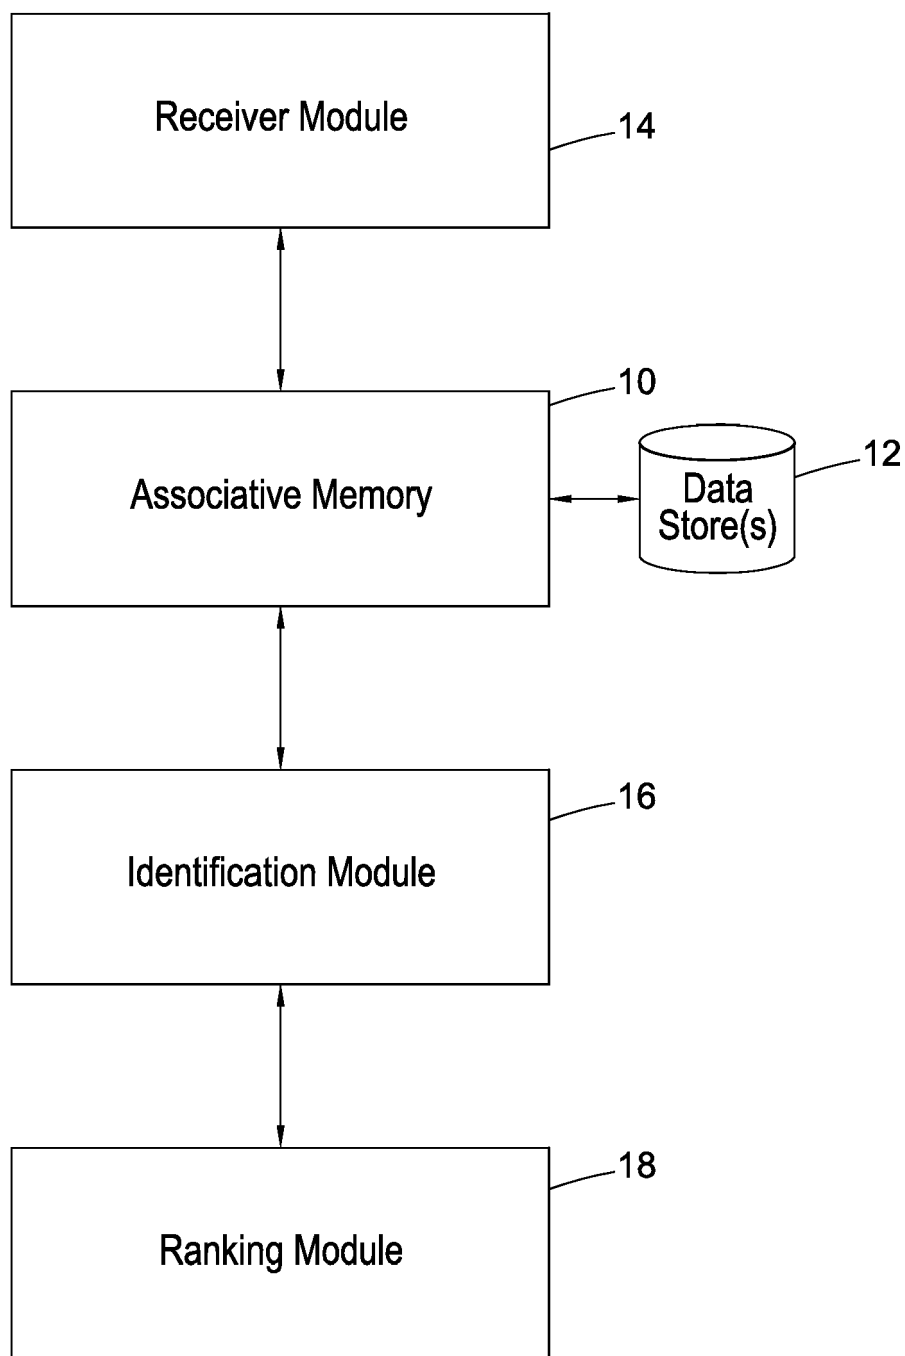 Receiver Module
14
10
Associative Memory
12
Data
Store(s)
16
Identification Module
18
Ranking Module